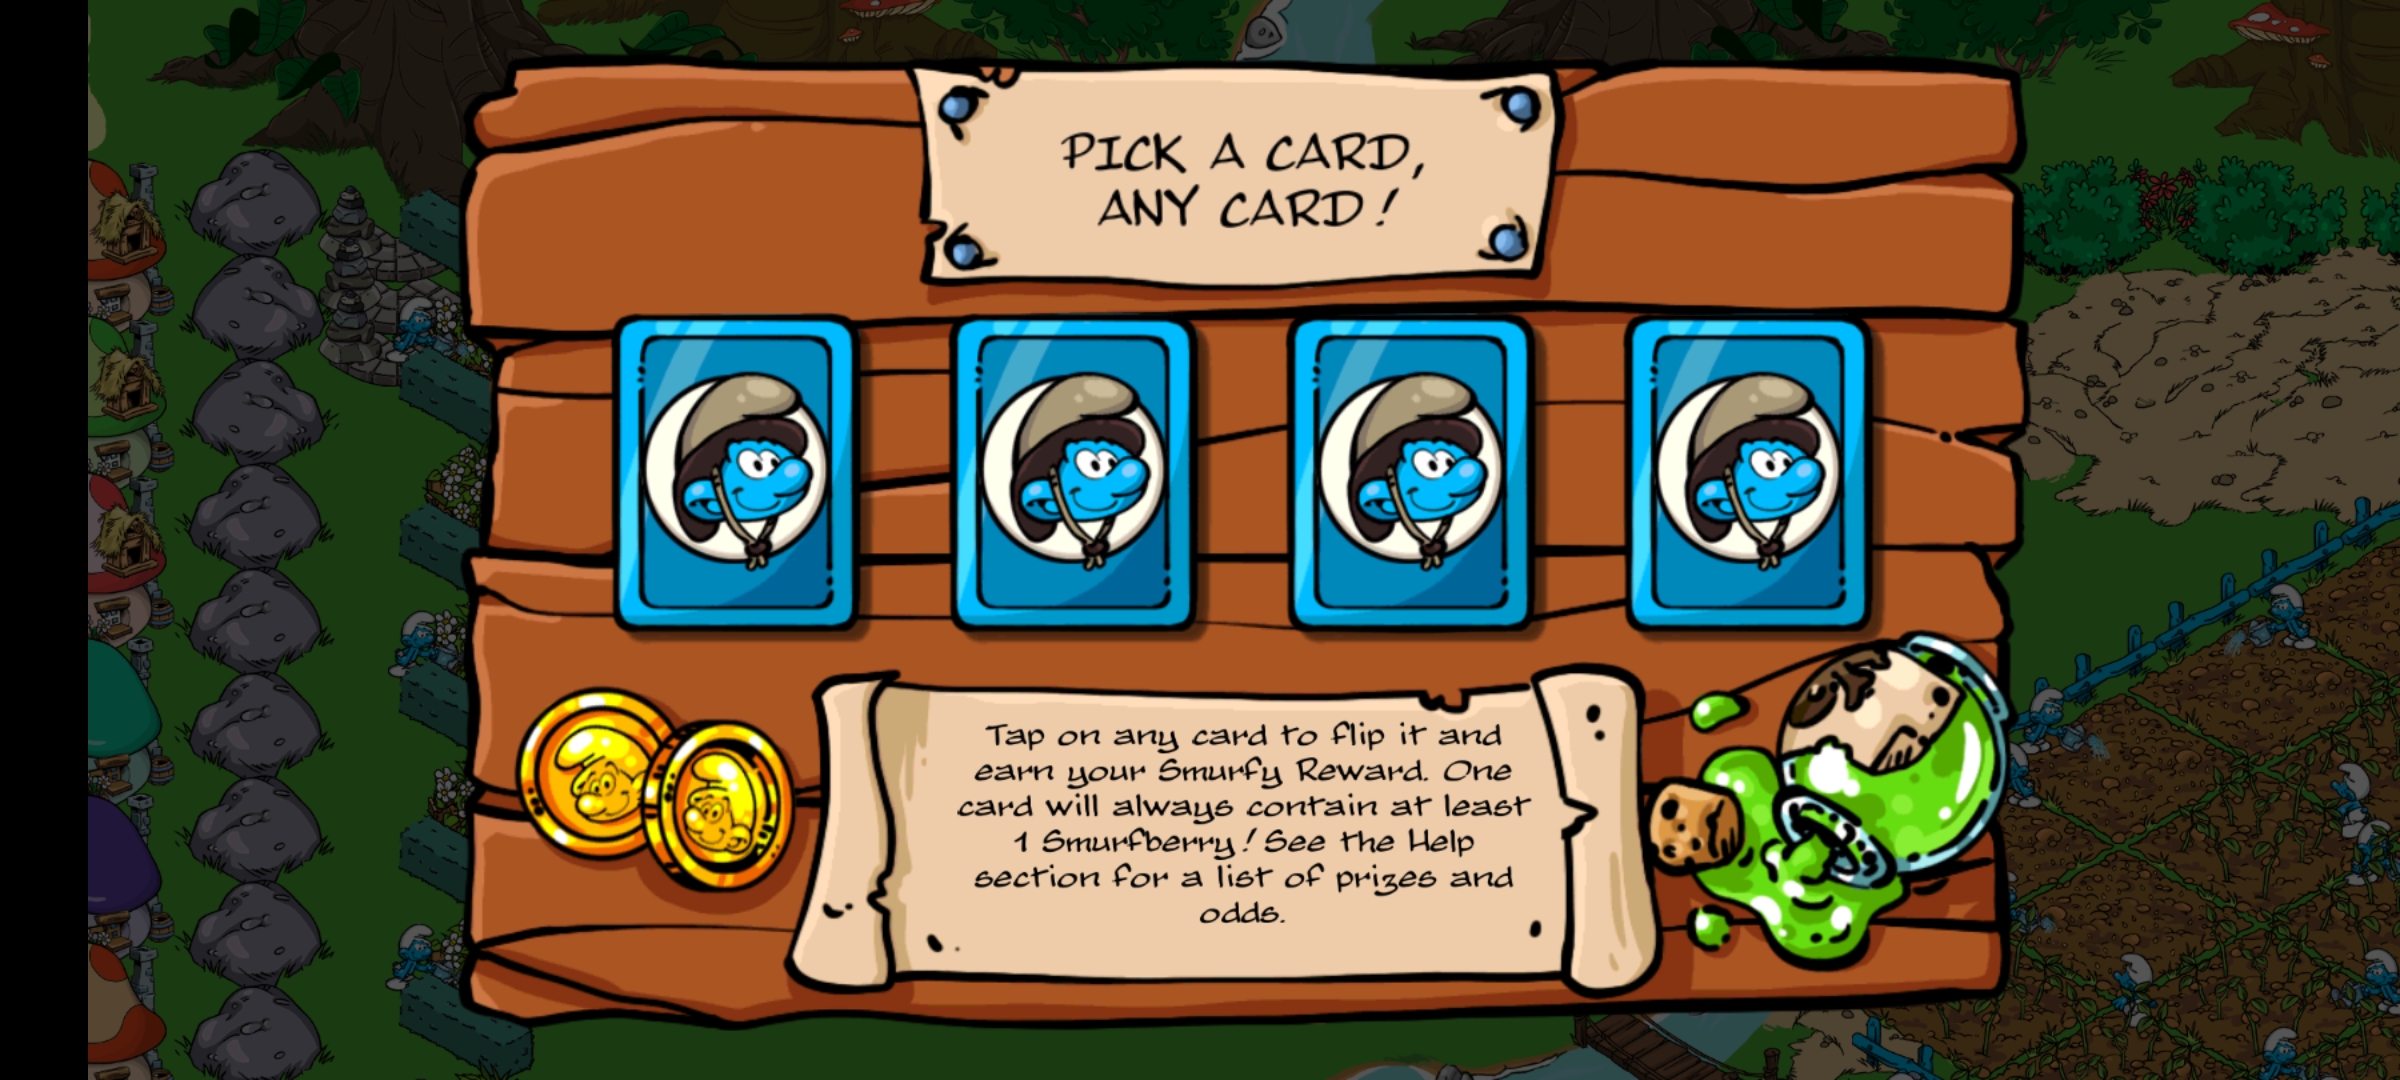 PICK A CARD,
ANY CARD!
Tap on any card to flip it and
earn your Smurfy Reward. One
card will always contain at least
1 Smurfberry! See the Help
section for a list of prizes and
odds.